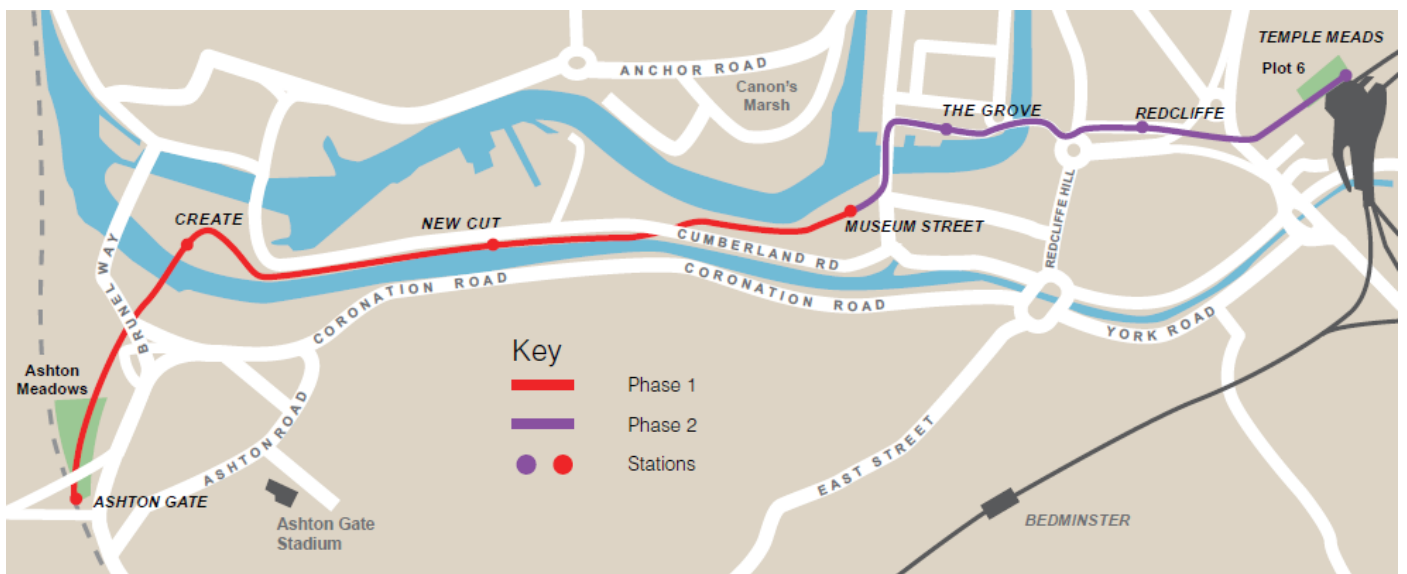 TEMPLE MEADS
Plot 6
ANCHOR ROAD
Canon's
Marsh
THE GROVE
REDCLIFFE
CREATE
NEW CUT
MUSEUM STREET
REDCLIFFE HILL
CUMBERLAND RD
BRUNEL WAY
CORONATION ROAD
CORONATION ROAD
YORK ROAD
Key
Phase 1
Phase 2
Stations
Ashton
Meadows
ASHTON ROAD
EAST STREET
ASHTON GATE
Ashton Gate
Stadium
BEDMINSTER